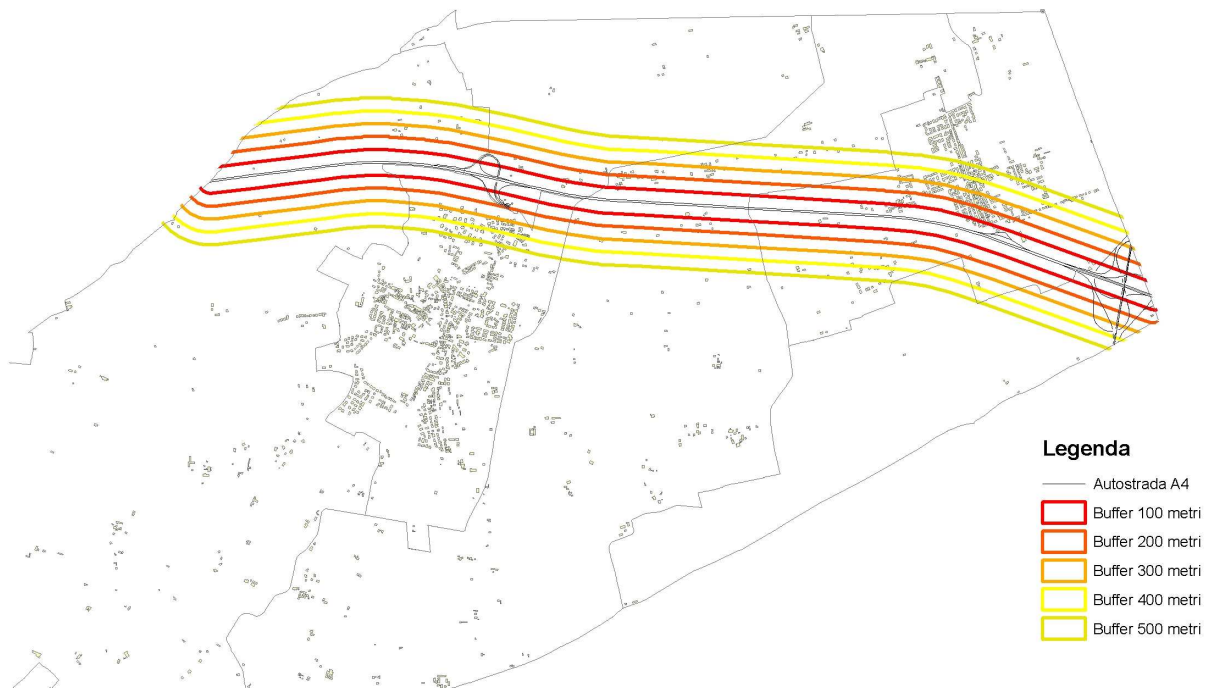 Legenda
Autostrada A4
Buffer 100 metri
Buffer 200 metri
Buffer 300 metri
Buffer 400 metri
Buffer 500 metri